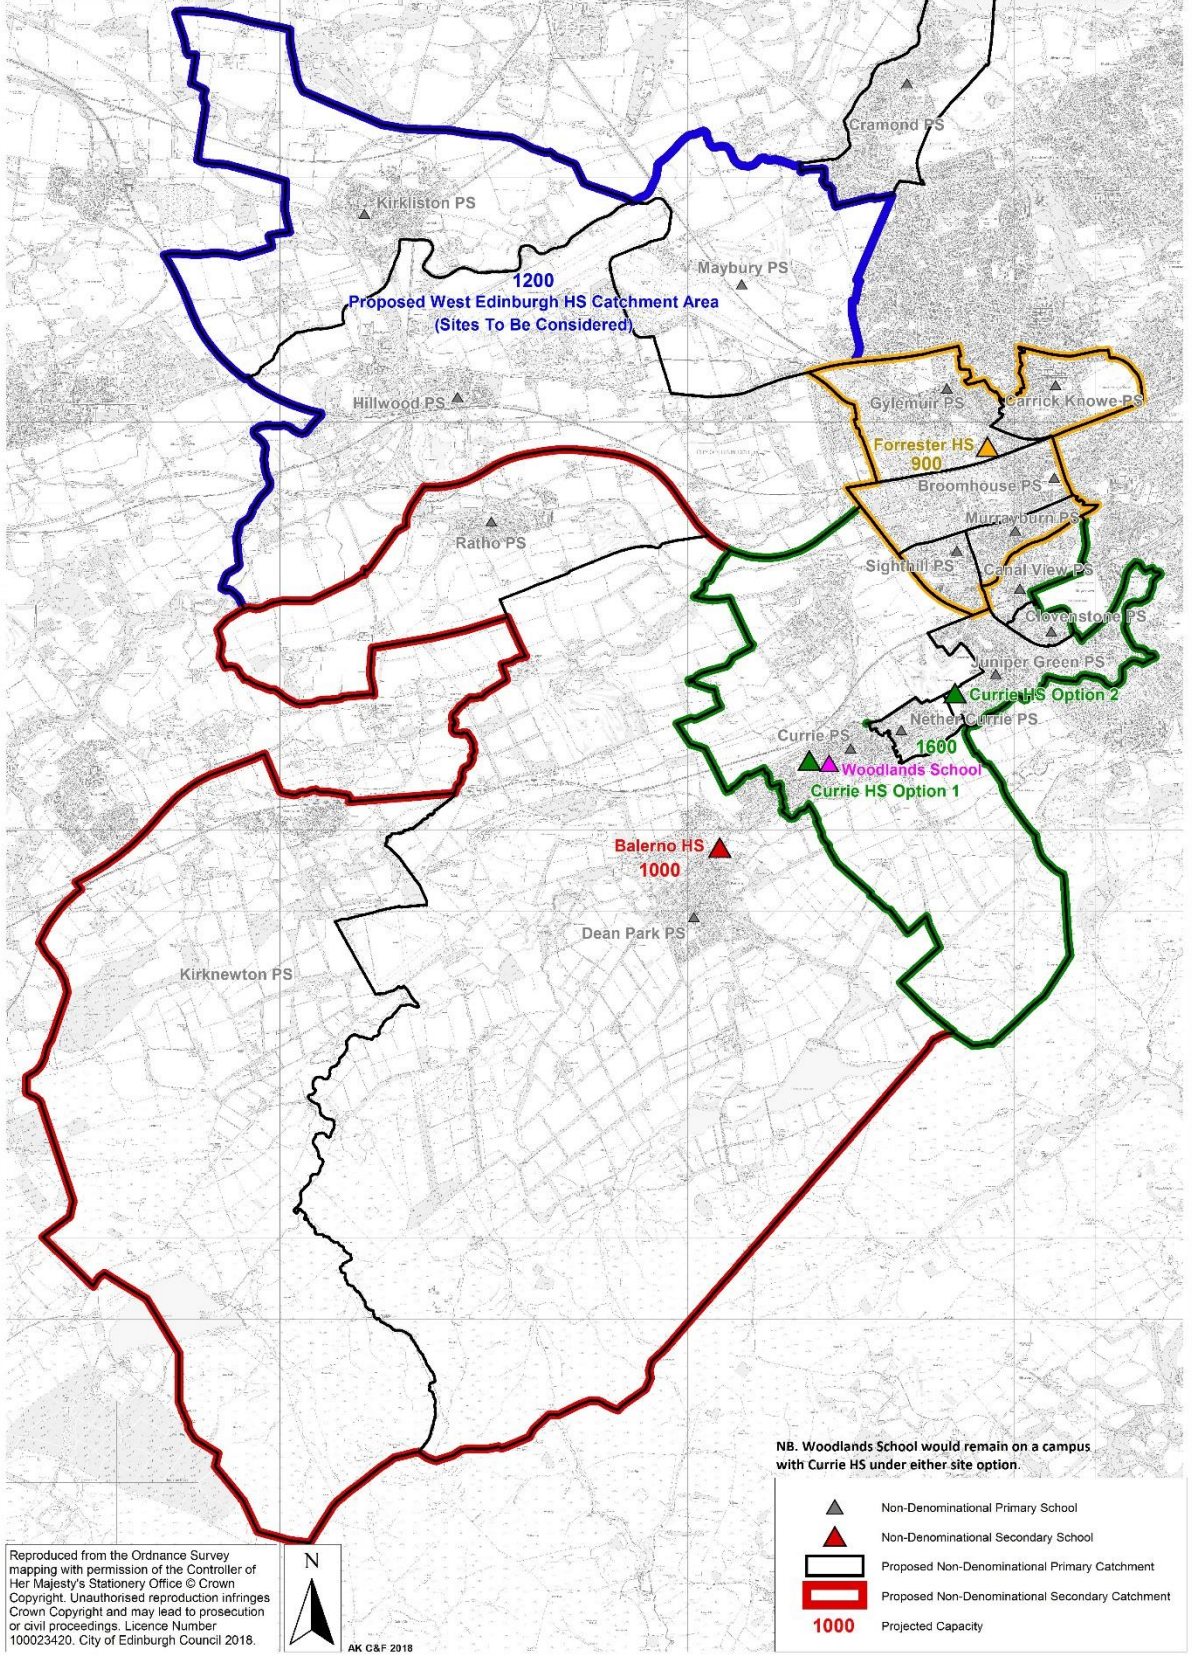 Cramond PS
Kirkliston PS
Maybury PS
1200
Proposed West Edinburgh HS Catchment Area
(Sites To Be Considered)
Hillwood PS
Gylemuir PS
Carrick Knowe PS
Forrester HS
900
Broomhouse PS
Murrayburn PS
Ratho PS
Sighthill PS
Canal View PS
Clovenstone PS
Juniper Green PS
Currie HS Option 2
Nether Currie PS
Currie PS
1600
Woodlands School
Currie HS Option 1
Balerno HS
1000
Dean Park PS
Kirknewton PS
NB. Woodlands School would remain on a campus
with Currie HS under either site option.
Non-Denominational Primary School
Non-Denominational Secondary School
Proposed Non-Denominational Primary Catchment
Proposed Non-Denominational Secondary Catchment
1000 Projected Capacity
Reproduced from the Ordnance Survey
mapping with permission of the Controller of
Her Majesty's Stationery Office © Crown
Copyright. Unauthorised reproduction infringes
Crown Copyright and may lead to prosecution
or civil proceedings. Licence Number
100023420. City of Edinburgh Council 2018.
N
AK C&F 2018